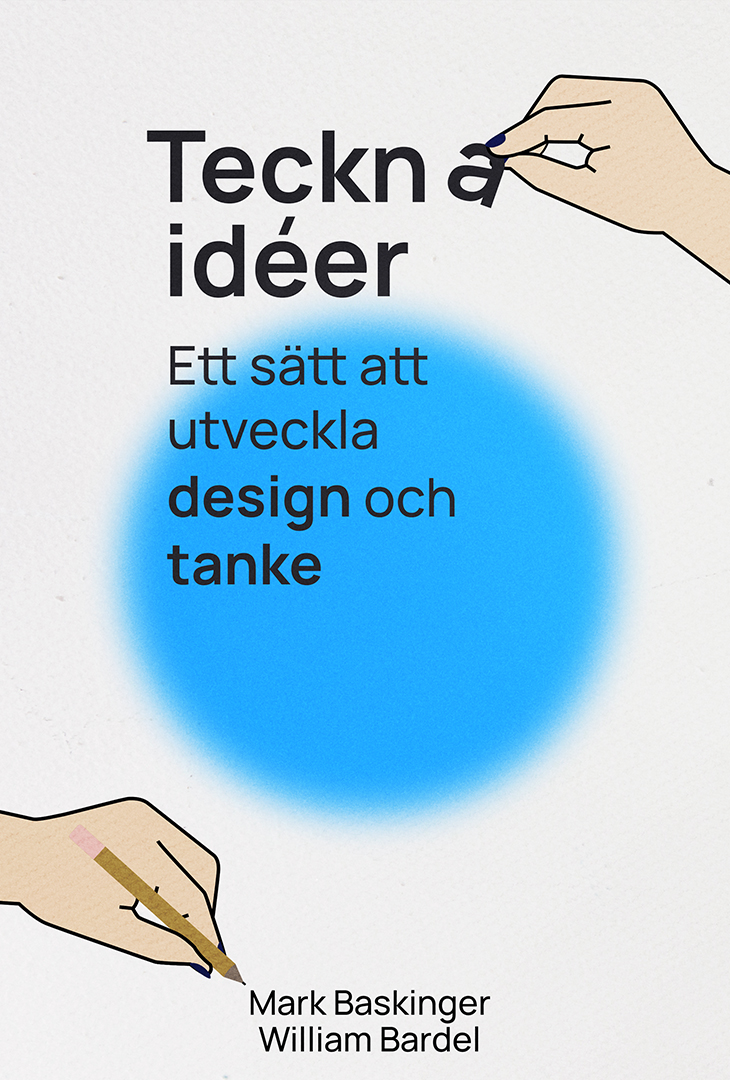 Teckna
idéer
Ett sätt att
utveckla
design och
tanke
Mark Baskinger
William Bardel